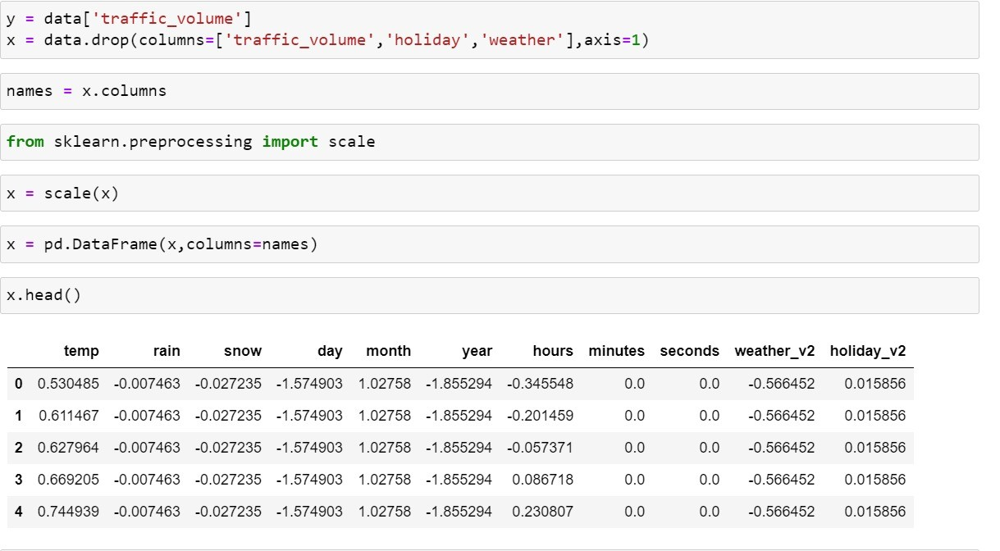 y = data['traffic_volume']
x = data.drop(columns=['traffic_volume','holiday','weather'],axis=1)
names = x.columns
from sklearn.preprocessing import scale
x = scale(x)
x = pd.DataFrame(x,columns=names)
x.head()
temp rain snow day month year hours minutes seconds weather_v2 holiday_v2
0 0.530485 -0.007463 -0.027235 -1.574903 1.02758 -1.855294 -0.345548 0.0 0.0 -0.566452 0.015856
1 0.611467 -0.007463 -0.027235 -1.574903 1.02758 -1.855294 -0.201459 0.0 0.0 -0.566452 0.015856
2 0.627964 -0.007463 -0.027235 -1.574903 1.02758 -1.855294 -0.057371 0.0 0.0 -0.566452 0.015856
3 0.669205 -0.007463 -0.027235 -1.574903 1.02758 -1.855294 0.086718 0.0 0.0 -0.566452 0.015856
4 0.744939 -0.007463 -0.027235 -1.574903 1.02758 -1.855294 0.230807 0.0 0.0 -0.566452 0.015856